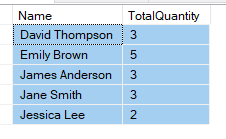 Name TotalQuantity
David Thompson 3
Emily Brown 5
James Anderson 3
Jane Smith 3
Jessica Lee 2